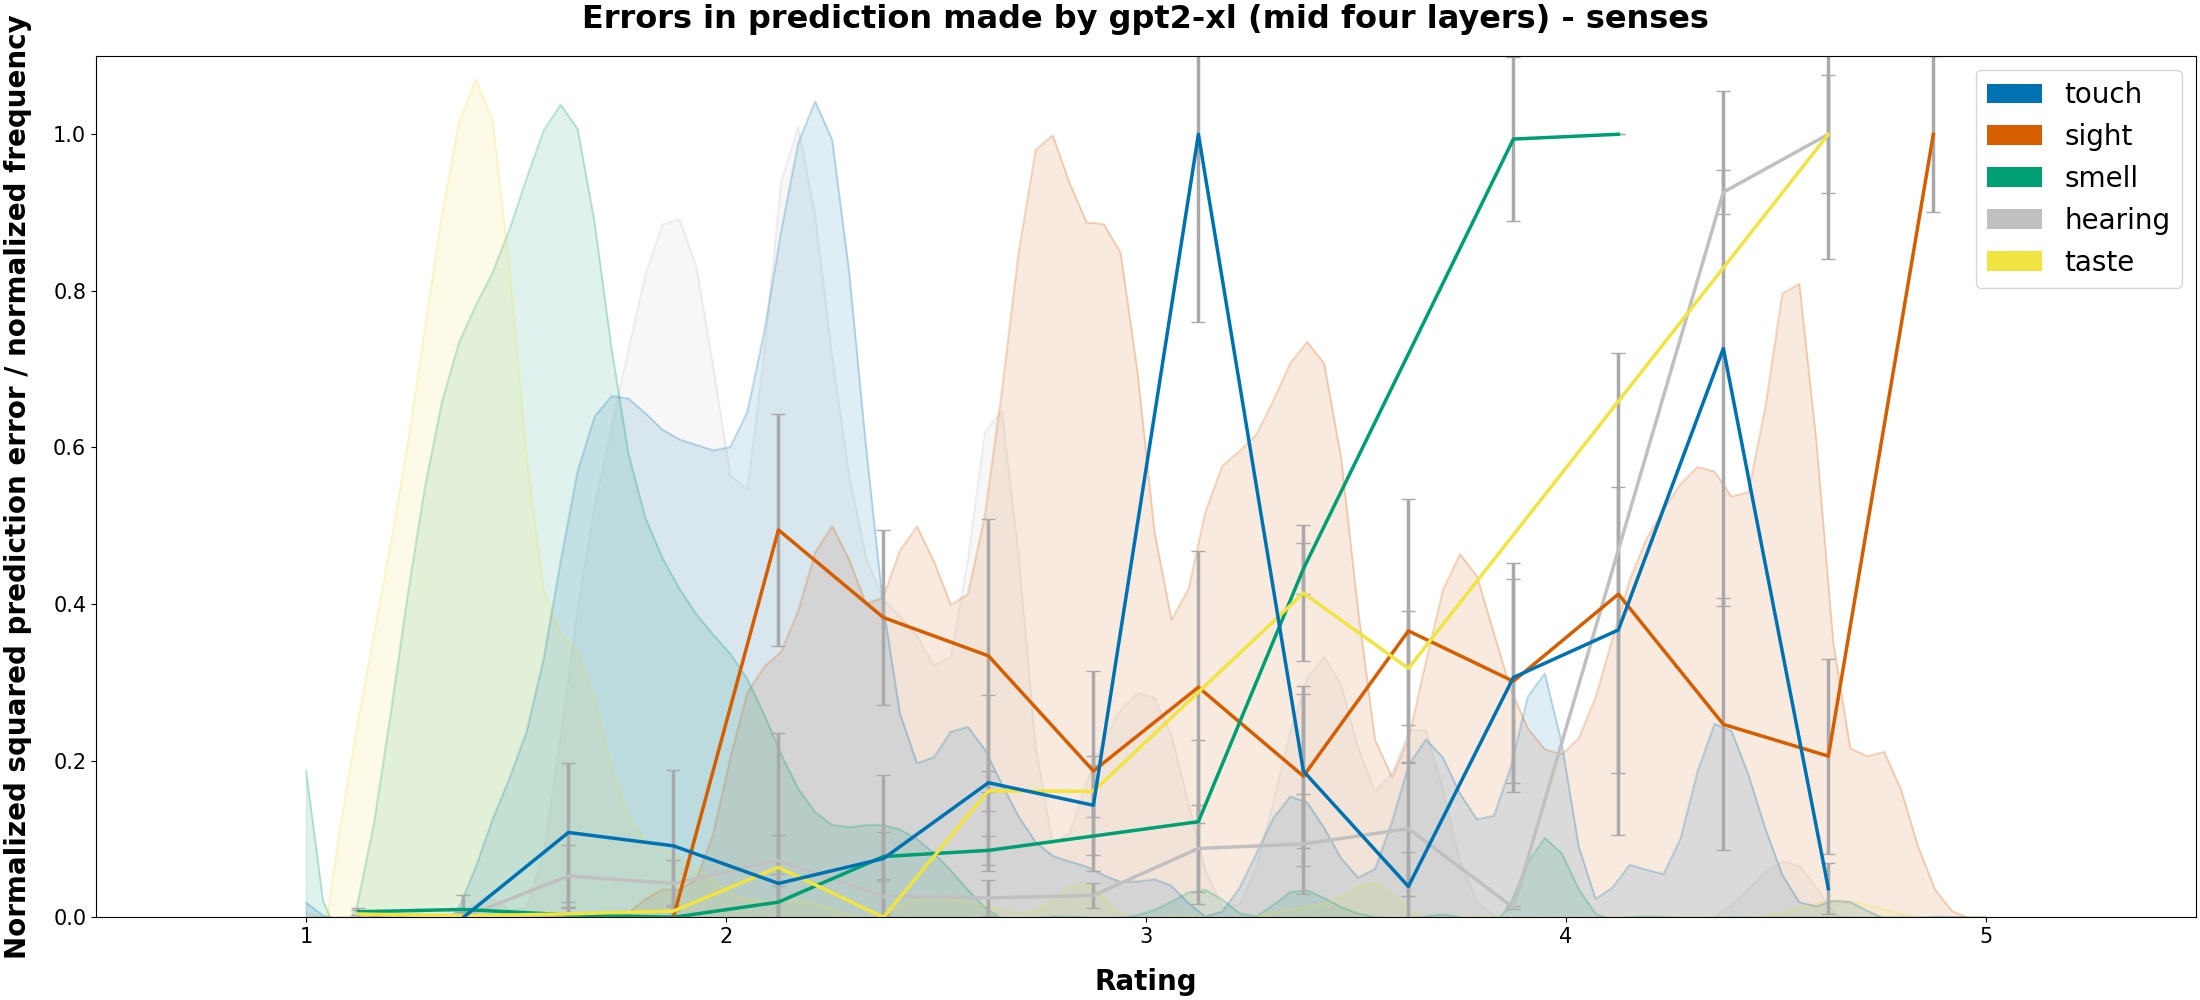 Errors in prediction made by gpt2-xl (mid four layers) - senses
Normalized squared prediction error / normalized frequency
1.0
0.8
0.6
0.4
0.2
0.0
touch
sight
smell
hearing
taste
1 2 3 4 5
Rating